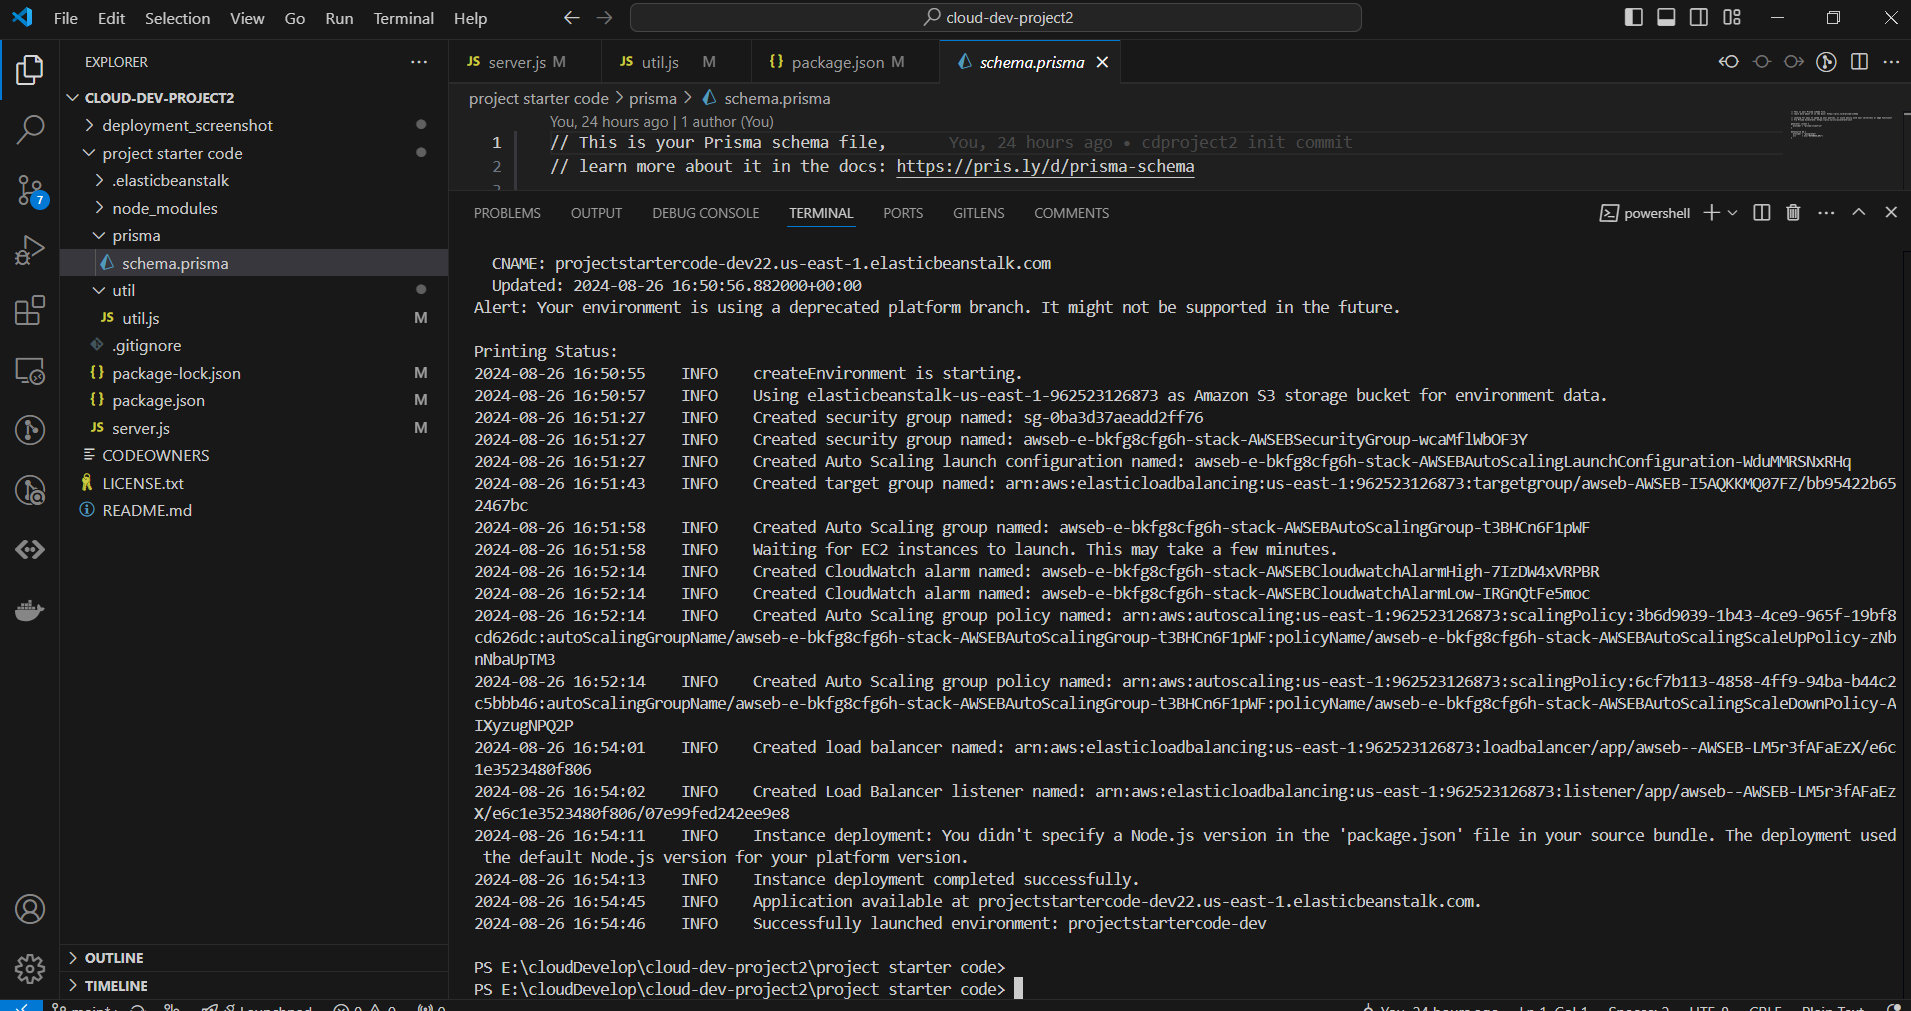 File Edit Selection View Go Run Terminal Help
cloud-dev-project2
EXPLORER
CLOUD-DEV-PROJECT2
deployment_screenshot
project starter code
.elasticbeanstalk
node_modules
prisma
schema.prisma
util
JS util.js M
.gitignore
{} package-lock.json M
{} package.json M
JS server.js M
CODEOWNERS
LICENSE.txt
README.md
OUTLINE
TIMELINE
7
JS server.js M
JS util.js M
{} package.json M
schema.prisma
project starter code > prisma > schema.prisma
You, 24 hours ago | 1 author (You)
1 // This is your Prisma schema file, You, 24 hours ago • cdproject2 init commit
2 // learn more about it in the docs: https://pris.ly/d/prisma-schema
PROBLEMS OUTPUT DEBUG CONSOLE TERMINAL PORTS GITLENS COMMENTS
powershell
CNAME: projectstartercode-dev22.us-east-1.elasticbeanstalk.com
Updated: 2024-08-26 16:50:56.882000+00:00
Alert: Your environment is using a deprecated platform branch. It might not be supported in the future.
Printing Status:
2024-08-26 16:50:55 INFO createEnvironment is starting.
2024-08-26 16:50:57 INFO Using elasticbeanstalk-us-east-1-962523126873 as Amazon S3 storage bucket for environment data.
2024-08-26 16:51:27 INFO Created security group named: sg-0ba3d37aeadd2ff76
2024-08-26 16:51:27 INFO Created security group named: awseb-e-bkfg8cfg6h-stack-AWSEBSecurityGroup-wcaMflWbOF3Y
2024-08-26 16:51:27 INFO Created Auto Scaling launch configuration named: awseb-e-bkfg8cfg6h-stack-AWSEBAutoScalingLaunchConfiguration-WduMMRSNxRHq
2024-08-26 16:51:43 INFO Created target group named: arn:aws:elasticloadbalancing:us-east-1:962523126873:targetgroup/awseb-AWSEB-I5AQKKMQ07FZ/bb95422b65
2467bc
2024-08-26 16:51:58 INFO Created Auto Scaling group named: awseb-e-bkfg8cfg6h-stack-AWSEBAutoScalingGroup-t3BHCn6F1pWF
2024-08-26 16:51:58 INFO Waiting for EC2 instances to launch. This may take a few minutes.
2024-08-26 16:52:14 INFO Created CloudWatch alarm named: awseb-e-bkfg8cfg6h-stack-AWSEBCloudwatchAlarmHigh-7IzDW4xVRPBR
2024-08-26 16:52:14 INFO Created CloudWatch alarm named: awseb-e-bkfg8cfg6h-stack-AWSEBCloudwatchAlarmLow-IRGnQtFe5moc
2024-08-26 16:52:14 INFO Created Auto Scaling group policy named: arn:aws:autoscaling:us-east-1:962523126873:scalingPolicy:3b6d9039-1b43-4ce9-965f-19bf8
cd626dc:autoScalingGroupName/awseb-e-bkfg8cfg6h-stack-AWSEBAutoScalingGroup-t3BHCn6F1pWF:policyName/awseb-e-bkfg8cfg6h-stack-AWSEBAutoScalingScaleUpPolicy-zNb
nNbaUpTM3
2024-08-26 16:52:14 INFO Created Auto Scaling group policy named: arn:aws:autoscaling:us-east-1:962523126873:scalingPolicy:6cf7b113-4858-4ff9-94ba-b44c2
c5bbb46:autoScalingGroupName/awseb-e-bkfg8cfg6h-stack-AWSEBAutoScalingGroup-t3BHCn6F1pWF:policyName/awseb-e-bkfg8cfg6h-stack-AWSEBAutoScalingScaleDownPolicy-A
IXyzugNPQ2P
2024-08-26 16:54:01 INFO Created load balancer named: arn:aws:elasticloadbalancing:us-east-1:962523126873:loadbalancer/app/awseb--AWSEB-LM5r3fAFaEzX/e6c
1e3523480f806
2024-08-26 16:54:02 INFO Created Load Balancer listener named: arn:aws:elasticloadbalancing:us-east-1:962523126873:listener/app/awseb--AWSEB-LM5r3fAFaEz
X/e6c1e3523480f806/07e99fed242ee9e8
2024-08-26 16:54:11 INFO Instance deployment: You didn't specify a Node.js version in the 'package.json' file in your source bundle. The deployment used
the default Node.js version for your platform version.
2024-08-26 16:54:13 INFO Instance deployment completed successfully.
2024-08-26 16:54:45 INFO Application available at projectstartercode-dev22.us-east-1.elasticbeanstalk.com.
2024-08-26 16:54:46 INFO Successfully launched environment: projectstartercode-dev
PS E:\cloudDevelop\cloud-dev-project2\project starter code>
PS E:\cloudDevelop\cloud-dev-project2\project starter code>